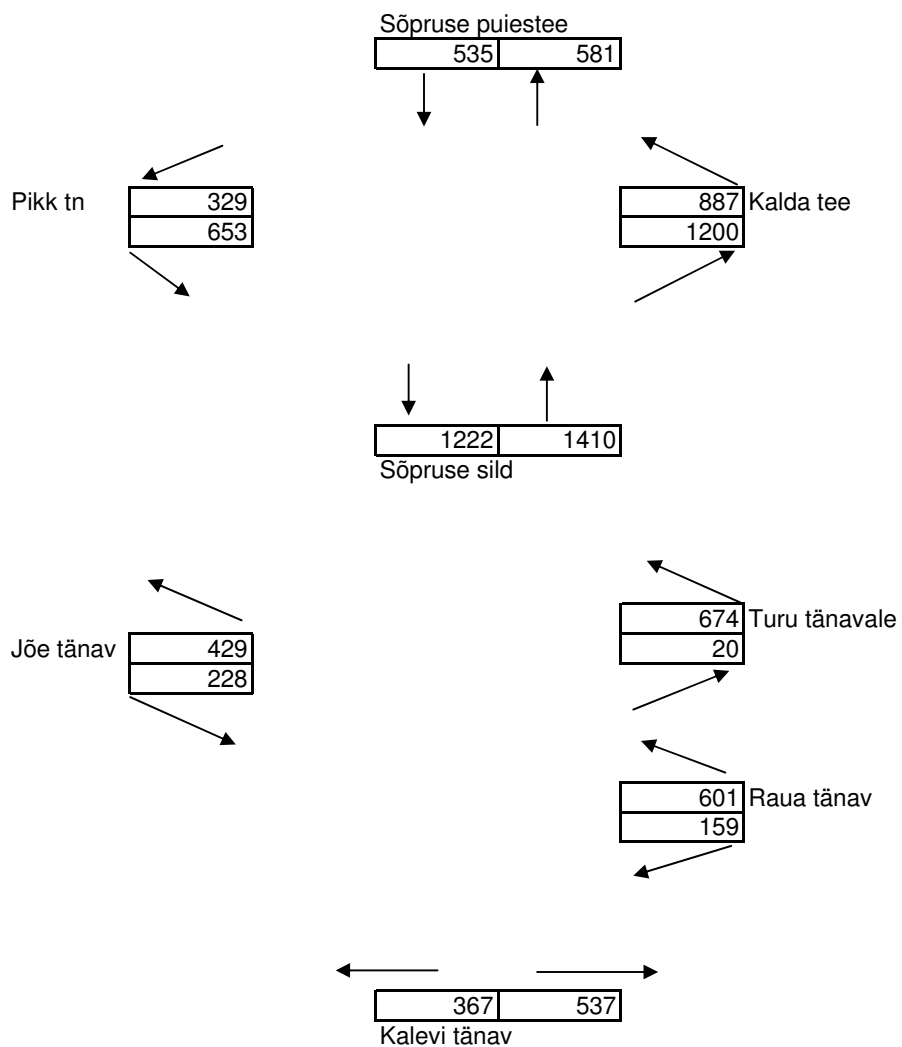 Sõpruse puiestee
535 581
Pikk tn 329 887 Kalda tee
653 1200
1222 1410
Sõpruse sild
674 Turu tänavale
Jõe tänav 429 20
228
601 Raua tänav
159
367 537
Kalevi tänav